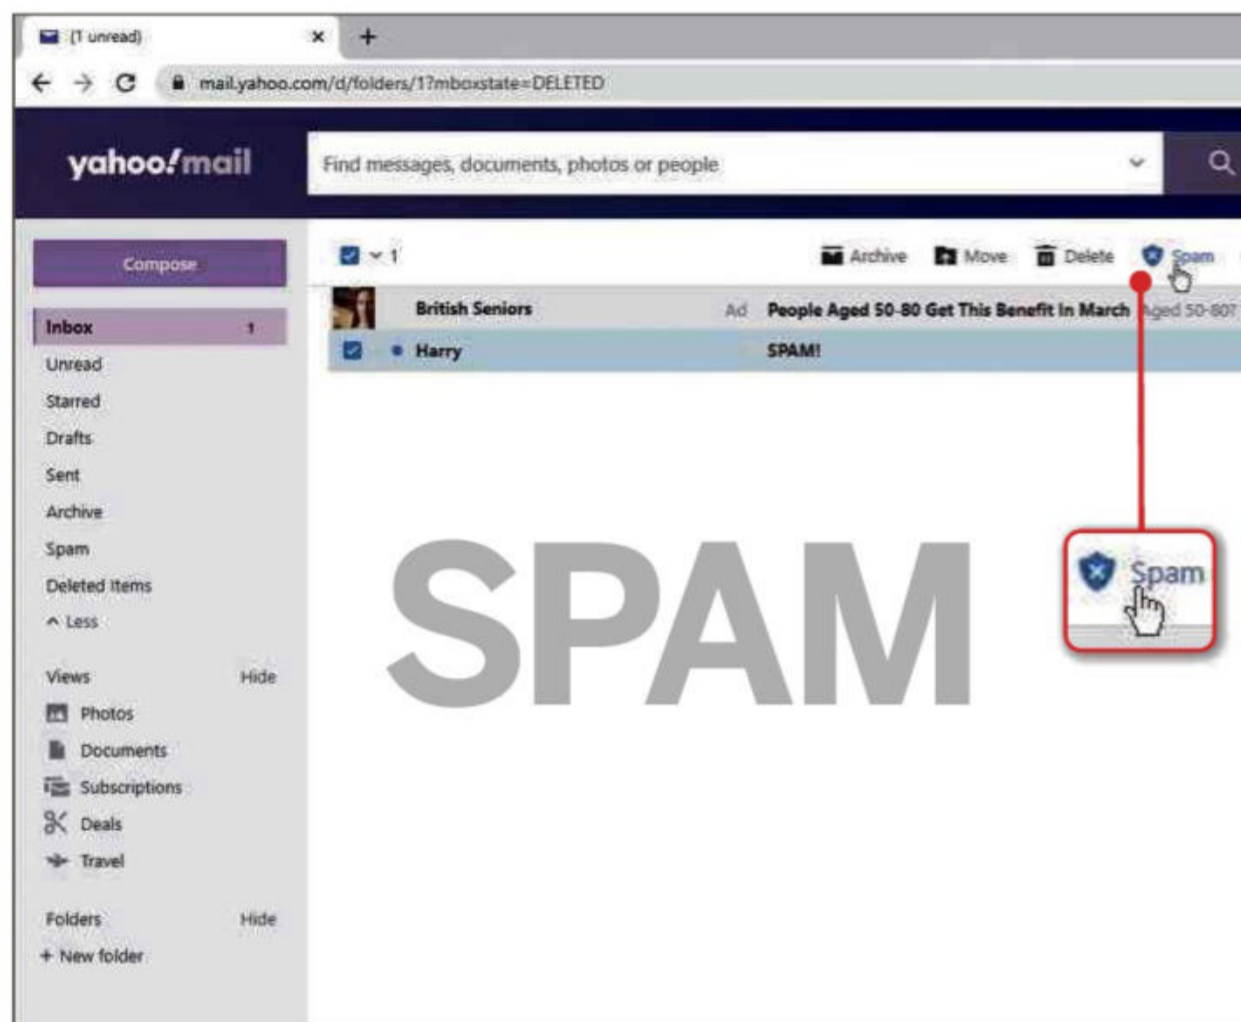 (1 unread)
mail.yahoo.com/d/folders/1?mboxstate=DELETED
yahoo!mail
Find messages, documents, photos or people
Compose
1
Archive
Move
Delete
Spam
British Seniors
Ad
People Aged 50-80 Get This Benefit In March
Aged 50-80?
Inbox
1
Harry
SPAM!
Unread
Starred
Drafts
Sent
Archive
Spam
Deleted Items
Less
SPAM
Spam
Views
Hide
Photos
Documents
Subscriptions
Deals
Travel
Folders
Hide
+ New folder